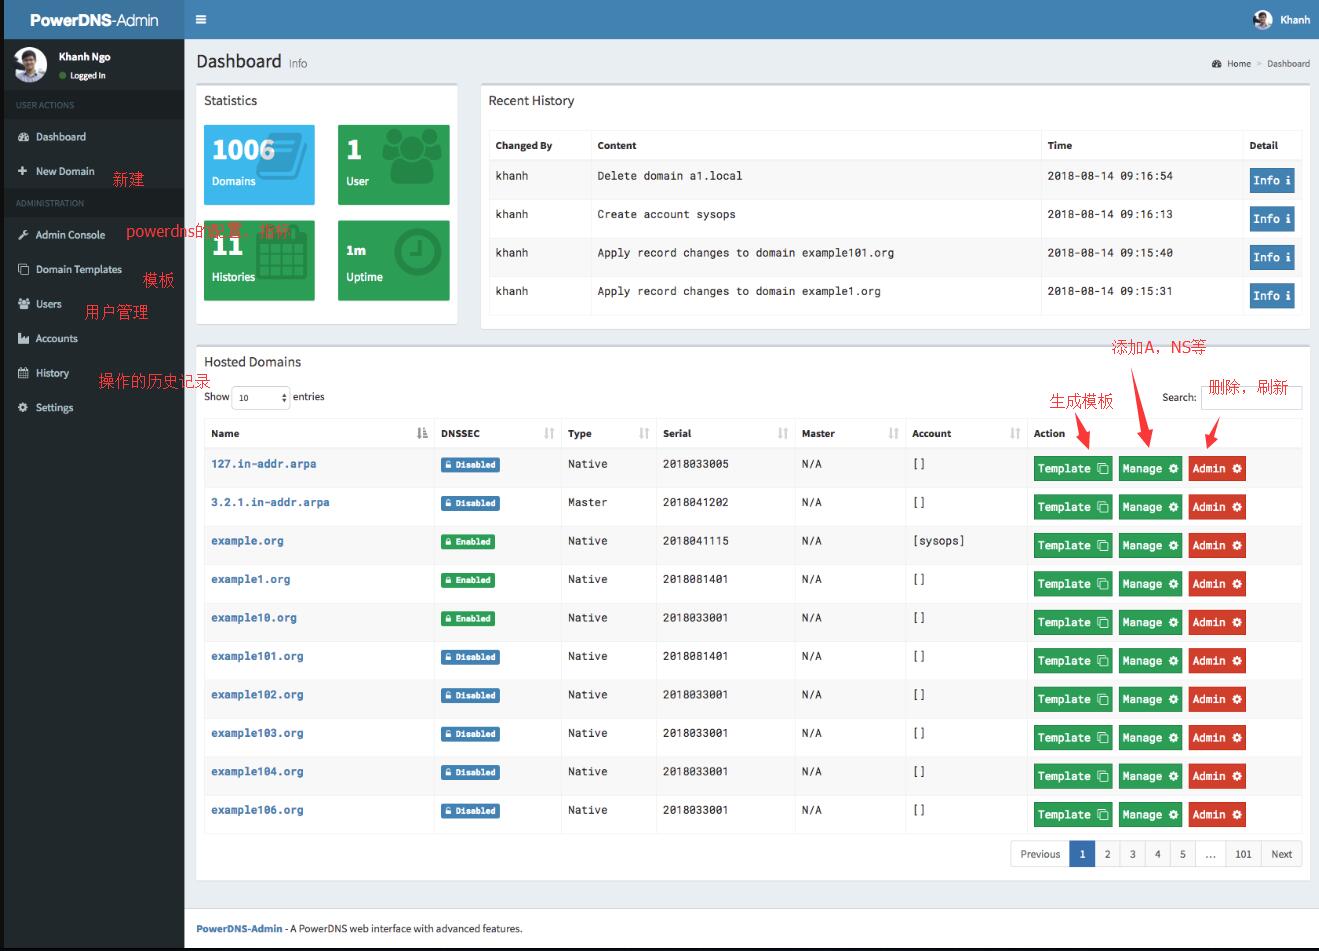 PowerDNS-Admin
Khanh
Khanh Ngo
Logged In
USER ACTIONS
Dashboard
New Domain
新建
ADMINISTRATION
Admin Console
powerdns的配置、指标
Domain Templates
模板
Users
用户管理
Accounts
History
操作的历史记录
Settings
Dashboard Info
Home > Dashboard
Statistics
1006
Domains
1
User
11
Histories
1m
Uptime
Recent History
Changed By Content Time Detail
khanh Delete domain a1.local 2018-08-14 09:16:54 Info i
khanh Create account sysops 2018-08-14 09:16:13 Info i
khanh Apply record changes to domain example101.org 2018-08-14 09:15:40 Info i
khanh Apply record changes to domain example1.org 2018-08-14 09:15:31 Info i
Hosted Domains
添加A，NS等
Show 10 entries
Search:
删除，刷新
生成模板
Name DNSSEC Type Serial Master Account Action
127.in-addr.arpa Disabled Native 2018033005 N/A [] Template Manage Admin
3.2.1.in-addr.arpa Disabled Master 2018041202 N/A [] Template Manage Admin
example.org Enabled Native 2018041115 N/A [sysops] Template Manage Admin
example1.org Enabled Native 2018081401 N/A [] Template Manage Admin
example10.org Enabled Native 2018033001 N/A [] Template Manage Admin
example101.org Disabled Native 2018081401 N/A [] Template Manage Admin
example102.org Disabled Native 2018033001 N/A [] Template Manage Admin
example103.org Disabled Native 2018033001 N/A [] Template Manage Admin
example104.org Disabled Native 2018033001 N/A [] Template Manage Admin
example106.org Disabled Native 2018033001 N/A [] Template Manage Admin
Previous 1 2 3 4 5 ... 101 Next
PowerDNS-Admin - A PowerDNS web interface with advanced features.